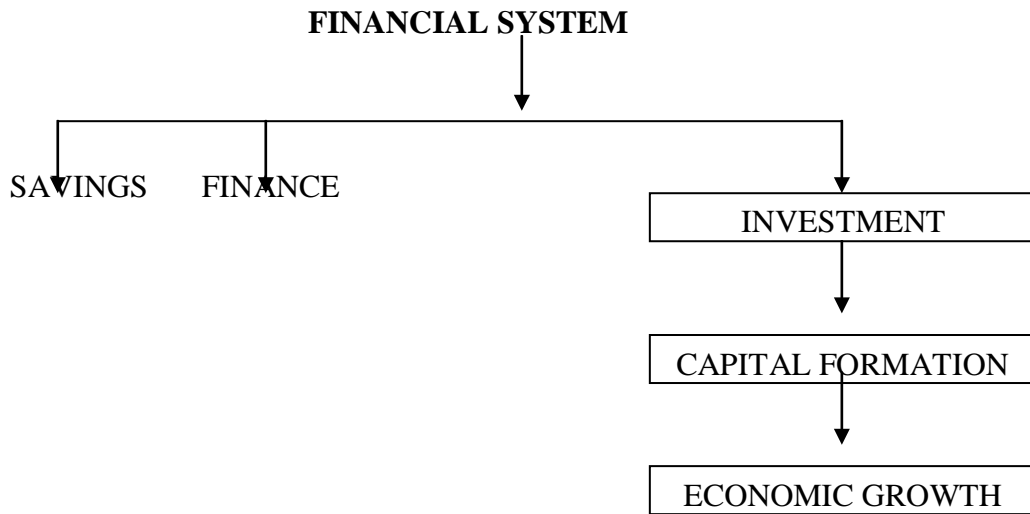 FINANCIAL SYSTEM
SAVINGS FINANCE
INVESTMENT
CAPITAL FORMATION
ECONOMIC GROWTH